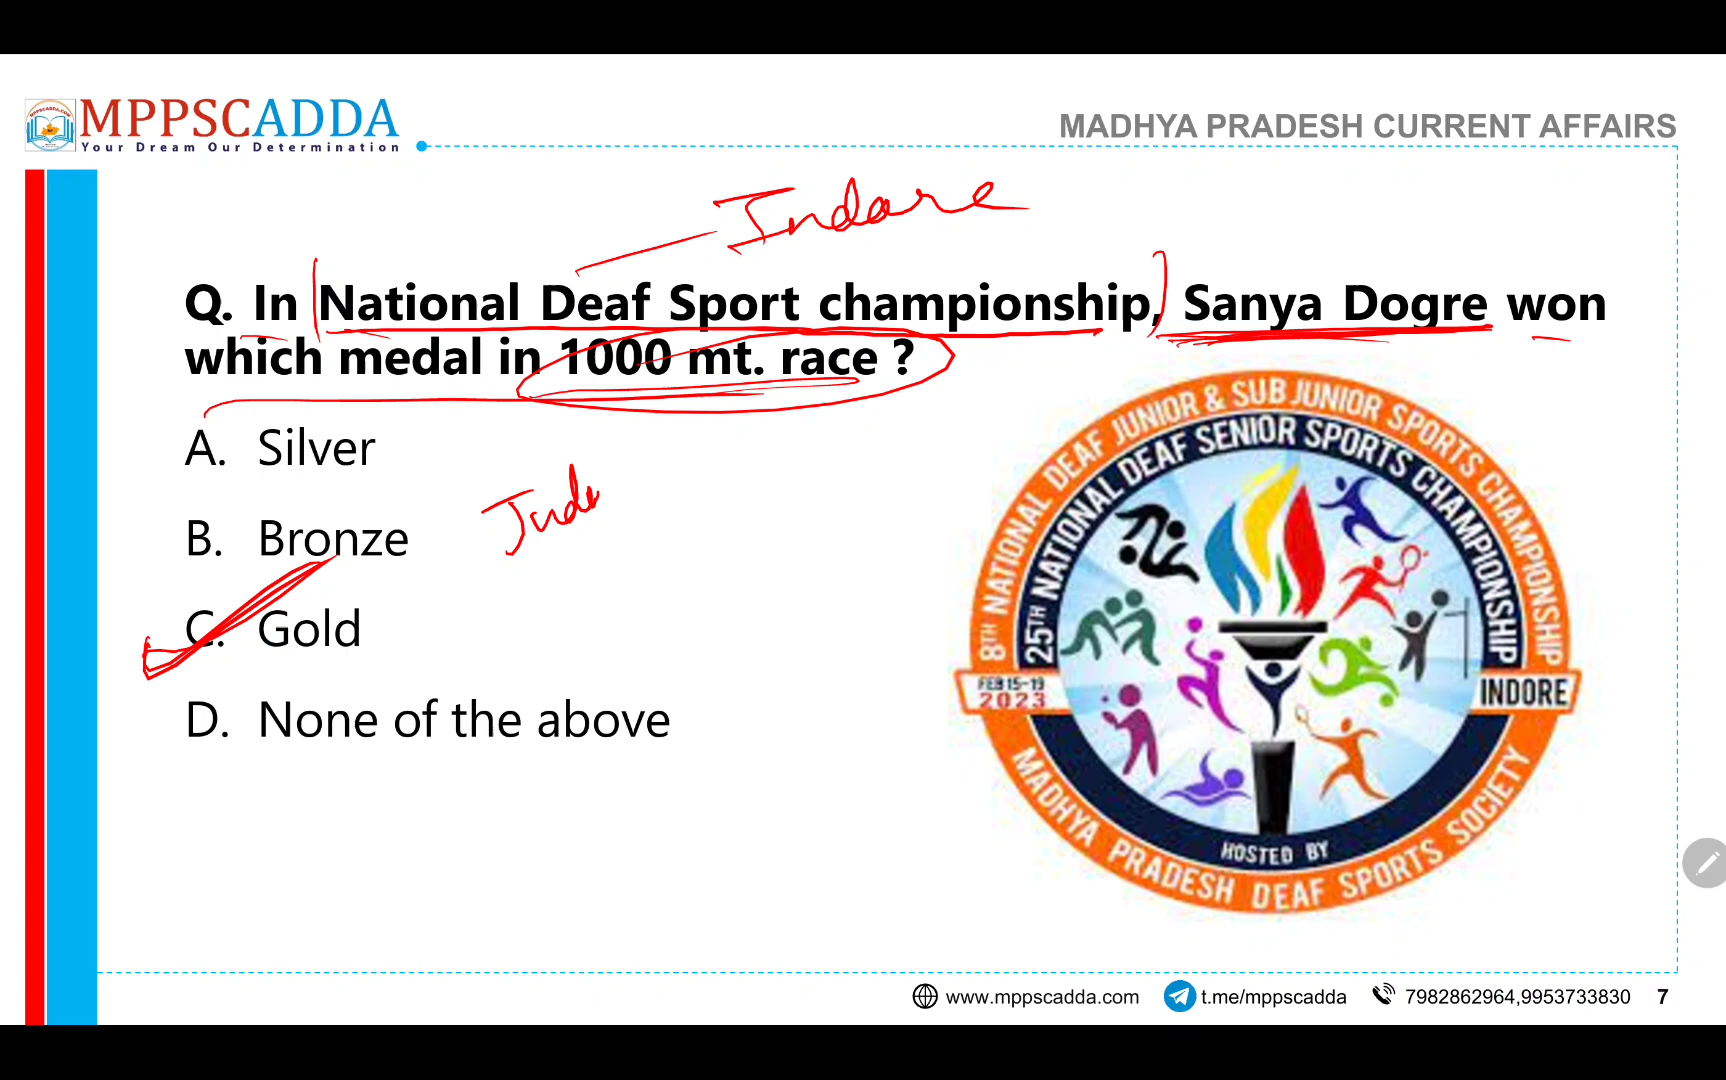 MPPSCADDA
Your Dream Our Determination
MADHYA PRADESH CURRENT AFFAIRS
Indore
Q. In National Deaf Sport championship, Sanya Dogre won
which medal in 1000 mt. race ?
A. Silver
B. Bronze
C. Gold
D. None of the above
8TH NATIONAL DEAF JUNIOR & SUB JUNIOR SPORTS CHAMPIONSHIP
25TH NATIONAL DEAF SENIOR SPORTS CHAMPIONSHIP
FEB 15-19
2023
INDORE
HOSTED BY
MADHYA PRADESH DEAF SPORTS SOCIETY
www.mppscadda.com t.me/mppscadda 7982862964,9953733830 7